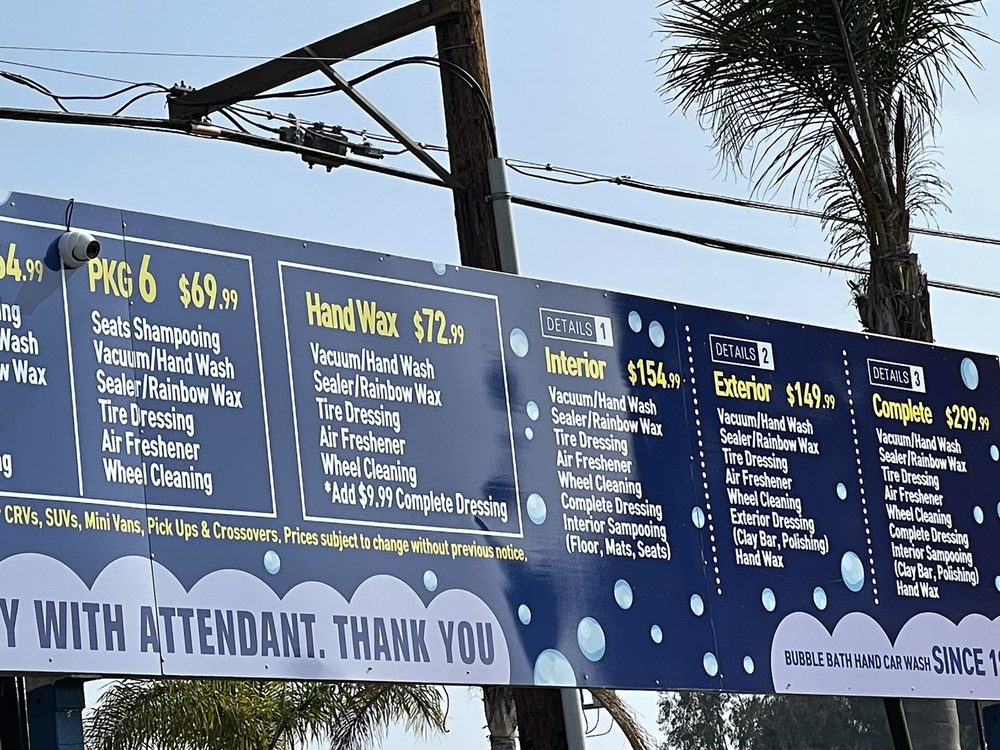 4.99
ng
Wash
w Wax
g
PKG 6 $69.99
Seats Shampooing
Vacuum/Hand Wash
Sealer/Rainbow Wax
Tire Dressing
Air Freshener
Wheel Cleaning
Hand Wax $72.99
Vacuum/Hand Wash
Sealer/Rainbow Wax
Tire Dressing
Air Freshener
Wheel Cleaning
*Add $9.99 Complete Dressing
CRVs, SUVs, Mini Vans, Pick Ups & Crossovers. Prices subject to change without previous notice.
Y WITH ATTENDANT. THANK YOU
DETAILS 1
Interior $154.99
Vacuum/Hand Wash
Sealer/Rainbow Wax
Tire Dressing
Air Freshener
Wheel Cleaning
Complete Dressing
Interior Sampooing
(Floor, Mats, Seats)
DETAILS 2
Exterior $149.99
Vacuum/Hand Wash
Sealer/Rainbow Wax
Tire Dressing
Air Freshener
Wheel Cleaning
Exterior Dressing
(Clay Bar, Polishing)
Hand Wax
DETAILS 3
Complete $299.99
Vacuum/Hand Wash
Sealer/Rainbow Wax
Tire Dressing
Air Freshener
Wheel Cleaning
Complete Dressing
Interior Sampooing
(Clay Bar, Polishing)
Hand Wax
BUBBLE BATH HAND CAR WASH SINCE 1